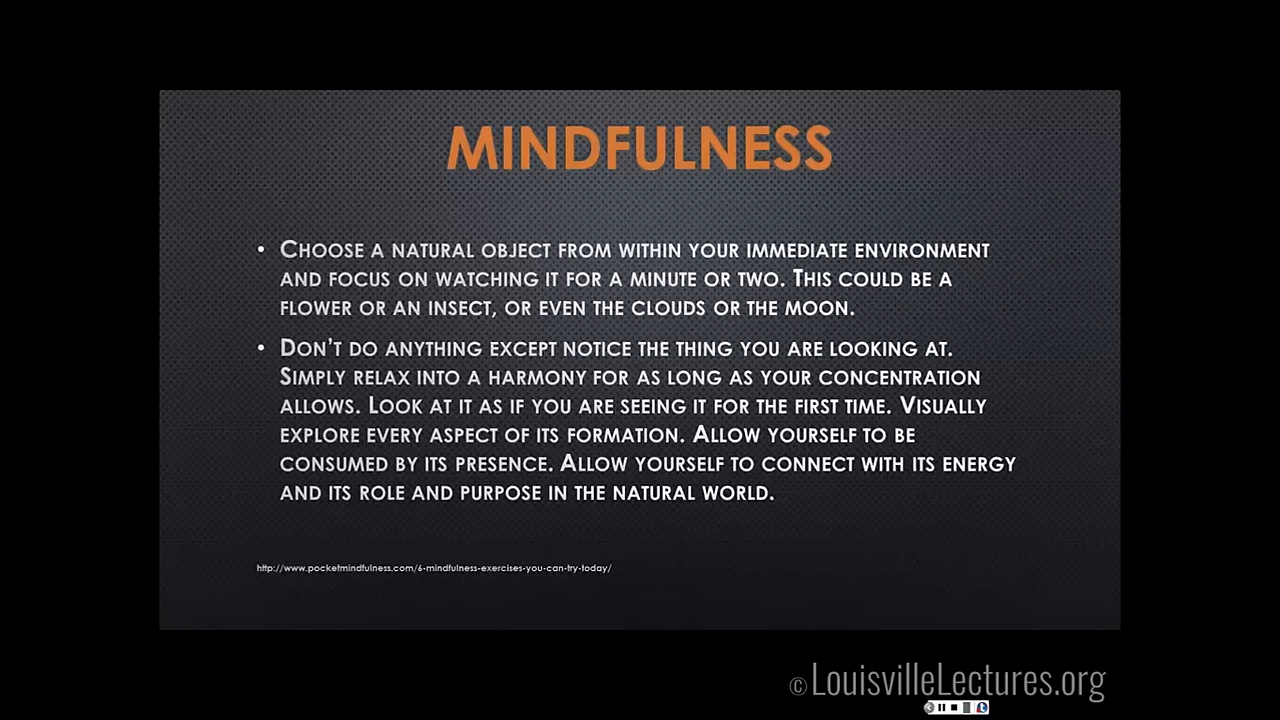 MINDFULNESS
• CHOOSE A NATURAL OBJECT FROM WITHIN YOUR IMMEDIATE ENVIRONMENT
AND FOCUS ON WATCHING IT FOR A MINUTE OR TWO. THIS COULD BE A
FLOWER OR AN INSECT, OR EVEN THE CLOUDS OR THE MOON.
• DON'T DO ANYTHING EXCEPT NOTICE THE THING YOU ARE LOOKING AT.
SIMPLY RELAX INTO A HARMONY FOR AS LONG AS YOUR CONCENTRATION
ALLOWS. LOOK AT IT AS IF YOU ARE SEEING IT FOR THE FIRST TIME. VISUALLY
EXPLORE EVERY ASPECT OF ITS FORMATION. ALLOW YOURSELF TO BE
CONSUMED BY ITS PRESENCE. ALLOW YOURSELF TO CONNECT WITH ITS ENERGY
AND ITS ROLE AND PURPOSE IN THE NATURAL WORLD.
http://www.pocketmindfulness.com/6-mindfulness-exercises-you-can-try-today/
© LouisvilleLectures.org